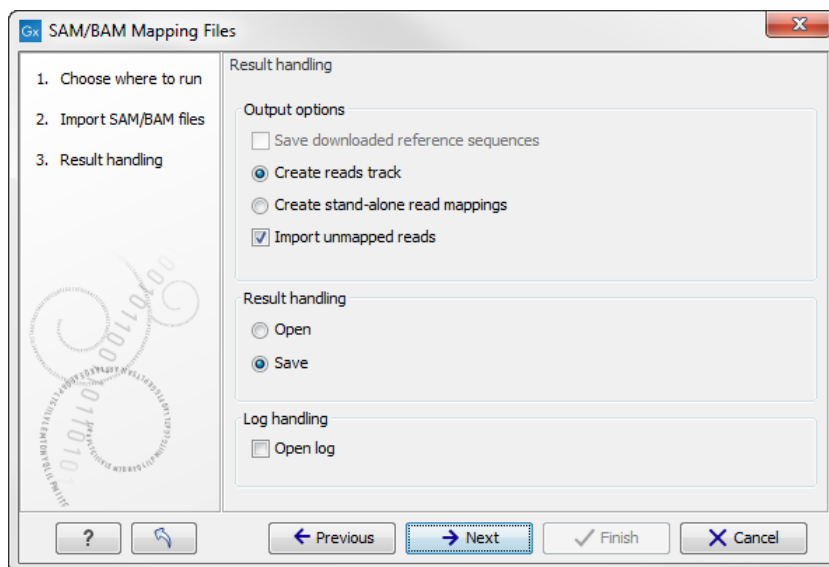 Gx SAM/BAM Mapping Files
1. Choose where to run
2. Import SAM/BAM files
3. Result handling
Result handling
Output options
Save downloaded reference sequences
Create reads track
Create stand-alone read mappings
Import unmapped reads
Result handling
Open
Save
Log handling
Open log
? Previous Next Finish Cancel